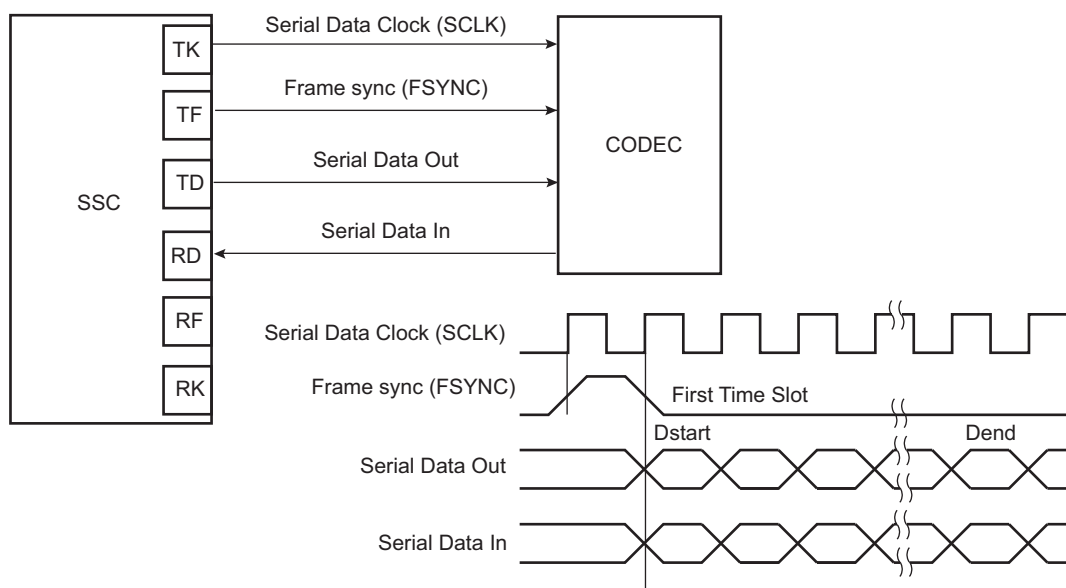 Serial Data Clock (SCLK)
TK
Frame sync (FSYNC)
TF
CODEC
Serial Data Out
TD
SSC
Serial Data In
RD
RF
Serial Data Clock (SCLK)
RK
Frame sync (FSYNC)
First Time Slot
Dstart
Dend
Serial Data Out
Serial Data In